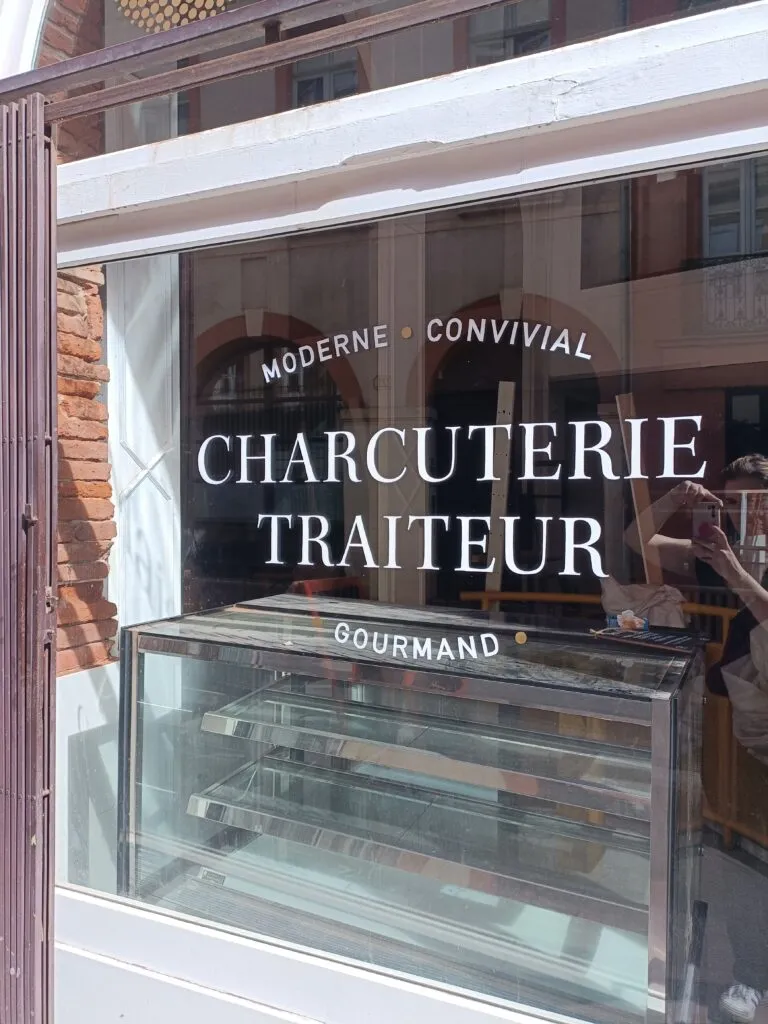 MODERNE • CONVIVIAL
CHARCUTERIE
TRAITEUR
GOURMAND •